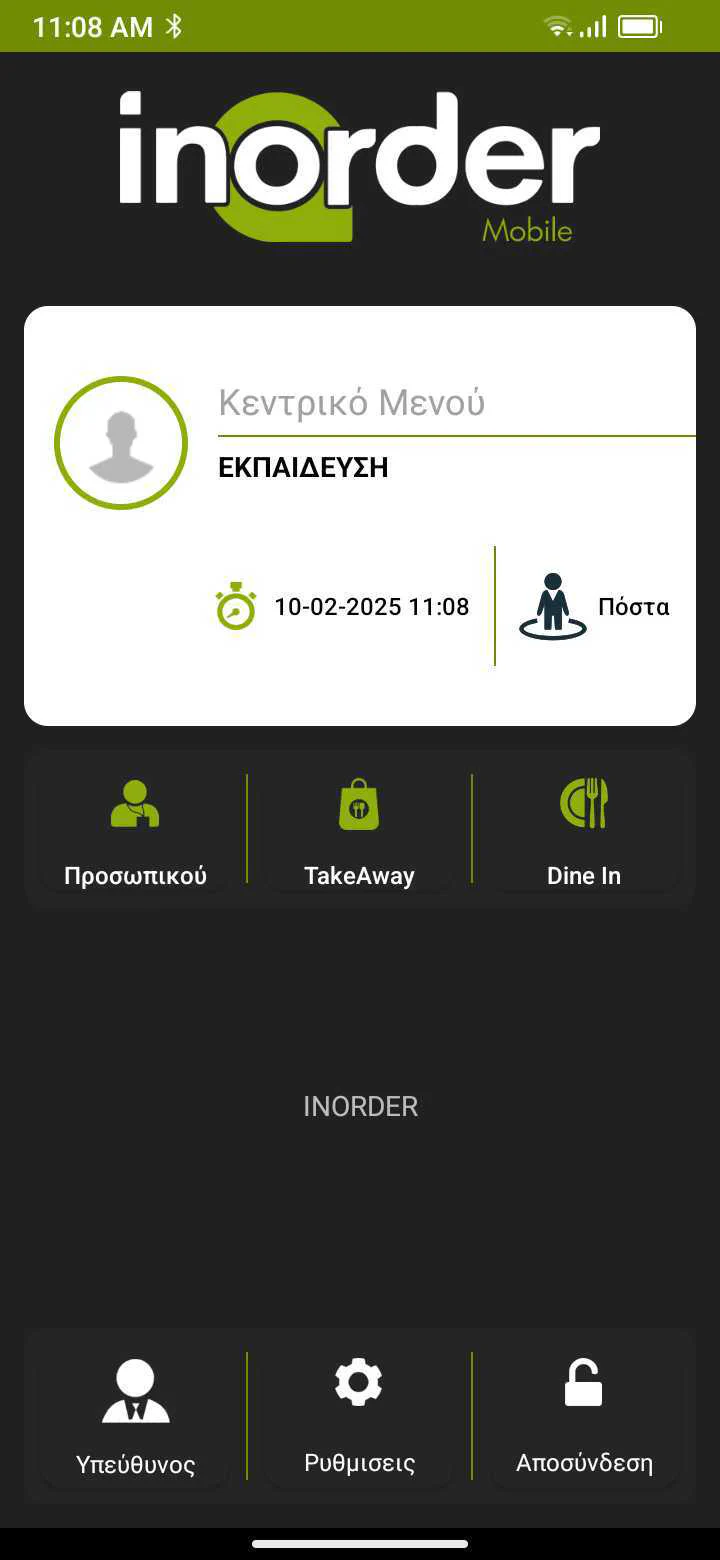 11:08 AM
inorder
Mobile
Κεντρικό Μενού
ΕΚΠΑΙΔΕΥΣΗ
10-02-2025 11:08
Πόστα
Προσωπικού
TakeAway
Dine In
INORDER
Υπεύθυνος
Ρυθμισεις
Αποσύνδεση